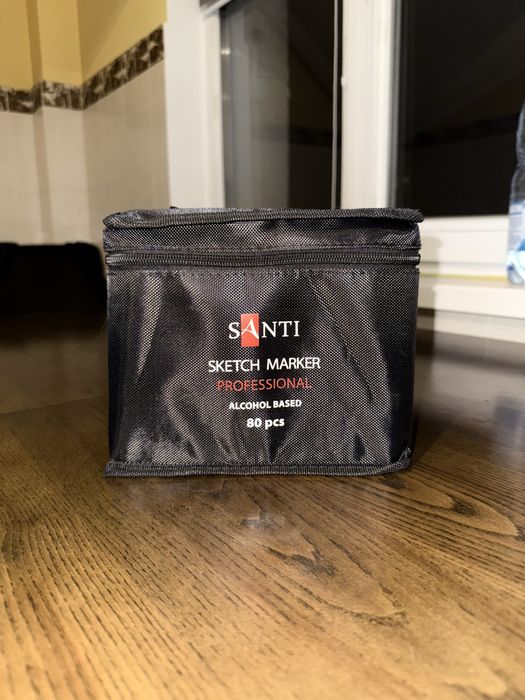 SANTI
SKETCH MARKER
PROFESSIONAL
ALCOHOL BASED
80 pcs